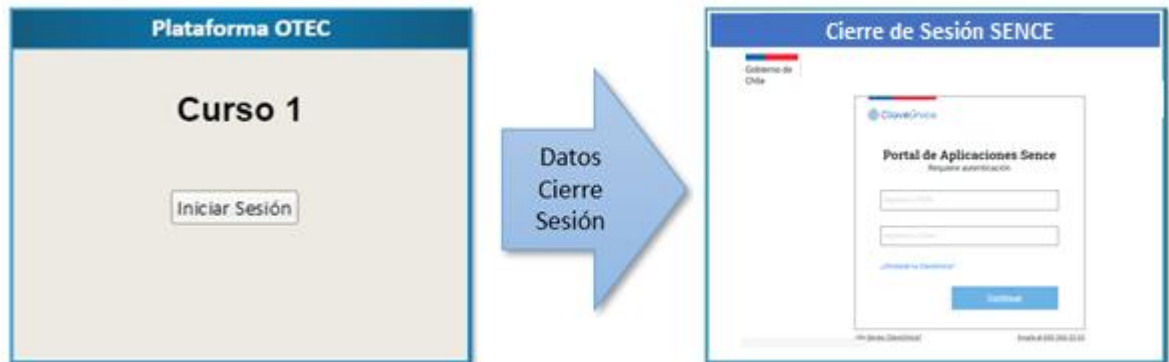 Plataforma OTEC
Curso 1
Iniciar Sesión
Datos
Cierre
Sesión
Cierre de Sesión SENCE
Gobierno de
Chile
ClaveÚnica
Portal de Aplicaciones Sence
Requiere autenticación
Continuar